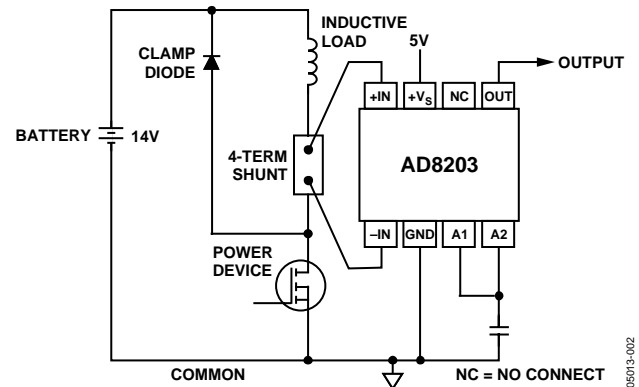 INDUCTIVE
LOAD
CLAMP
DIODE
5V
OUTPUT
+IN
+VS
NC
OUT
BATTERY
14V
4-TERM
SHUNT
AD8203
–IN
GND
A1
A2
POWER
DEVICE
COMMON
NC = NO CONNECT
05013-002